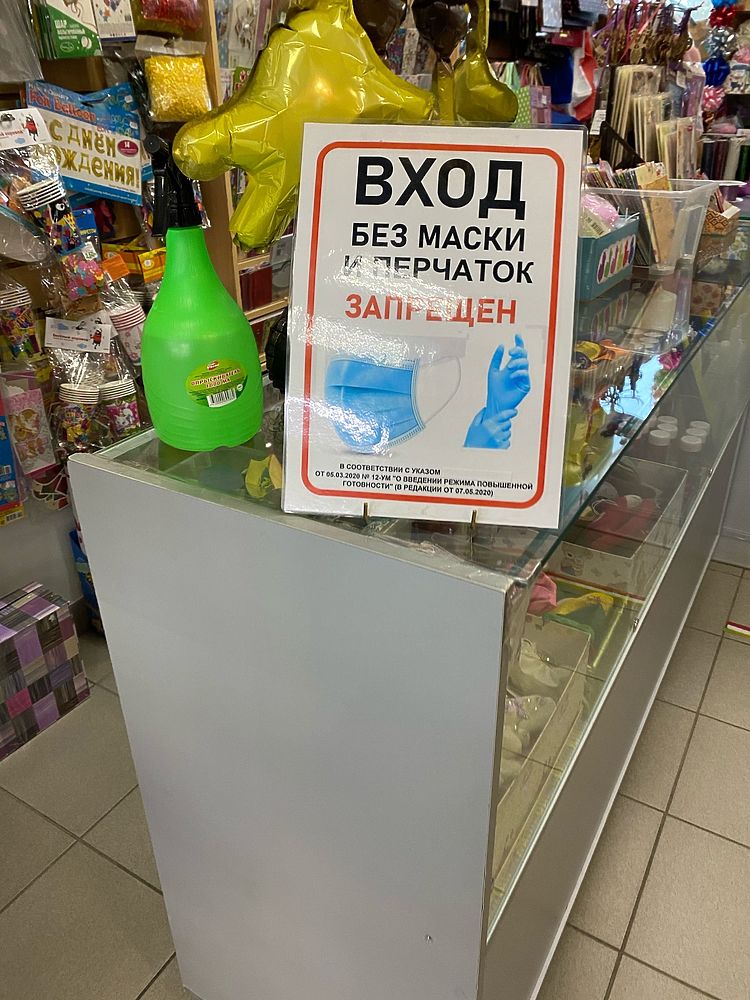 ШАР
С ДНЁМ
РОЖДЕНИЯ!
ВХОД
БЕЗ МАСКИ
И ПЕРЧАТОК
ЗАПРЕЩЕН
В СООТВЕТСТВИИ С УКАЗОМ
ОТ 05.03.2020 № 12-УМ "О ВВЕДЕНИИ РЕЖИМА ПОВЫШЕННОЙ
ГОТОВНОСТИ" (В РЕДАКЦИИ ОТ 07.05.2020)